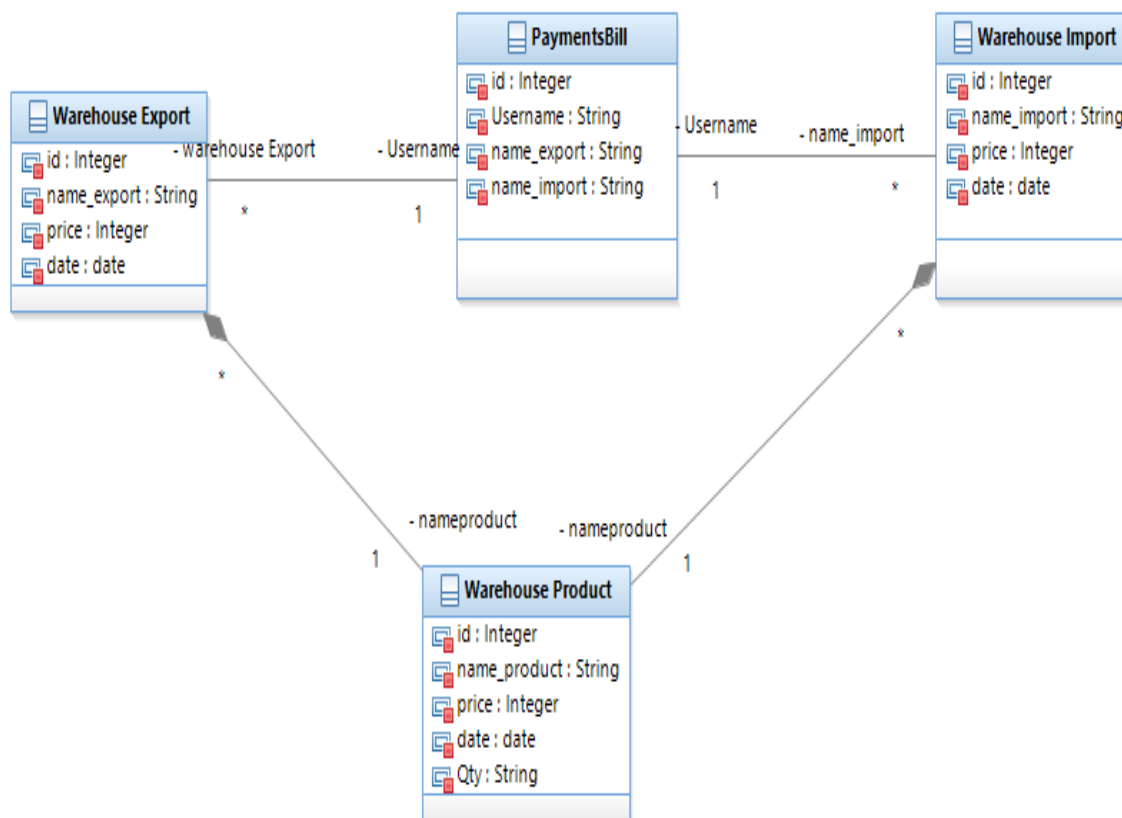 PaymentsBill
id : Integer
Username : String
name_export : String
name_import : String
Warehouse Import
id : Integer
name_import : String
price : Integer
date : date
Warehouse Export
id : Integer
name_export : String
price : Integer
date : date
- warehouse Export
*
- Username
1
- Username
1
- name_import
*
*
*
- nameproduct
1
- nameproduct
1
Warehouse Product
id : Integer
name_product : String
price : Integer
date : date
Qty : String